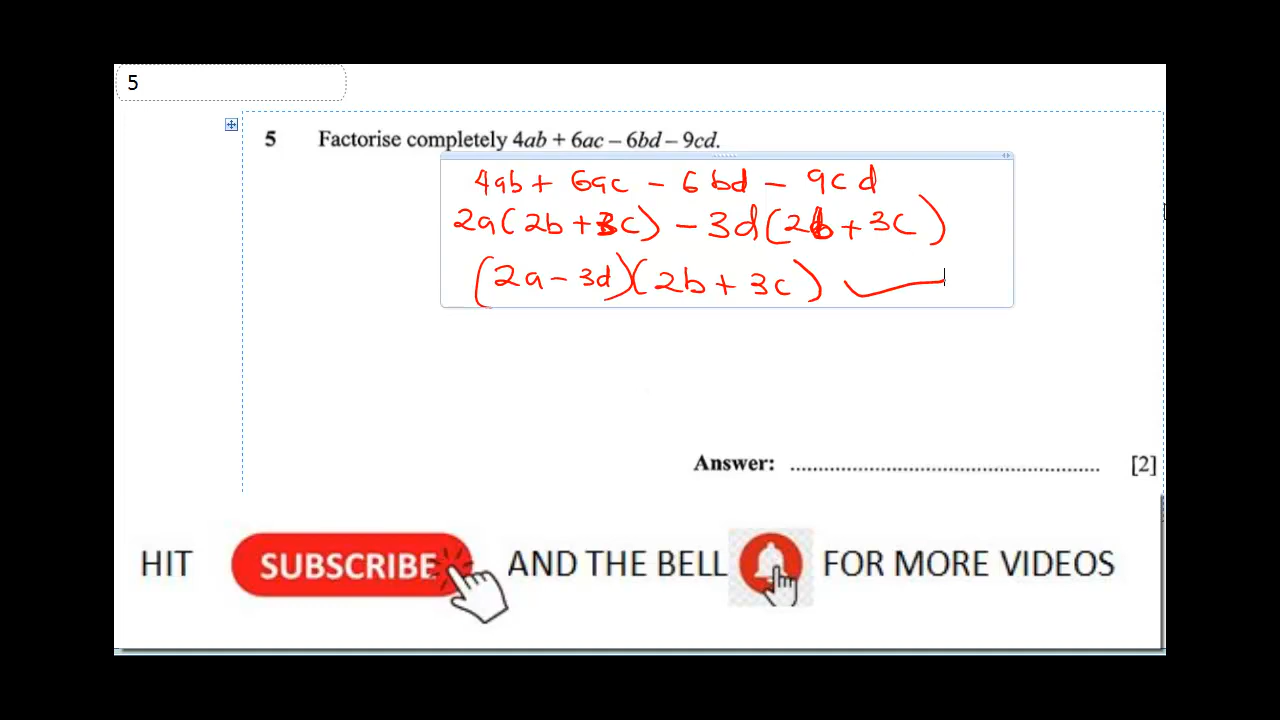 5
5 Factorise completely 4ab + 6ac – 6bd – 9cd.
4ab + 6ac – 6bd – 9cd
2a(2b + 3c) – 3d(2b + 3c)
(2a – 3d)(2b + 3c)
Answer: ........................................................ [2]
HIT SUBSCRIBE AND THE BELL FOR MORE VIDEOS